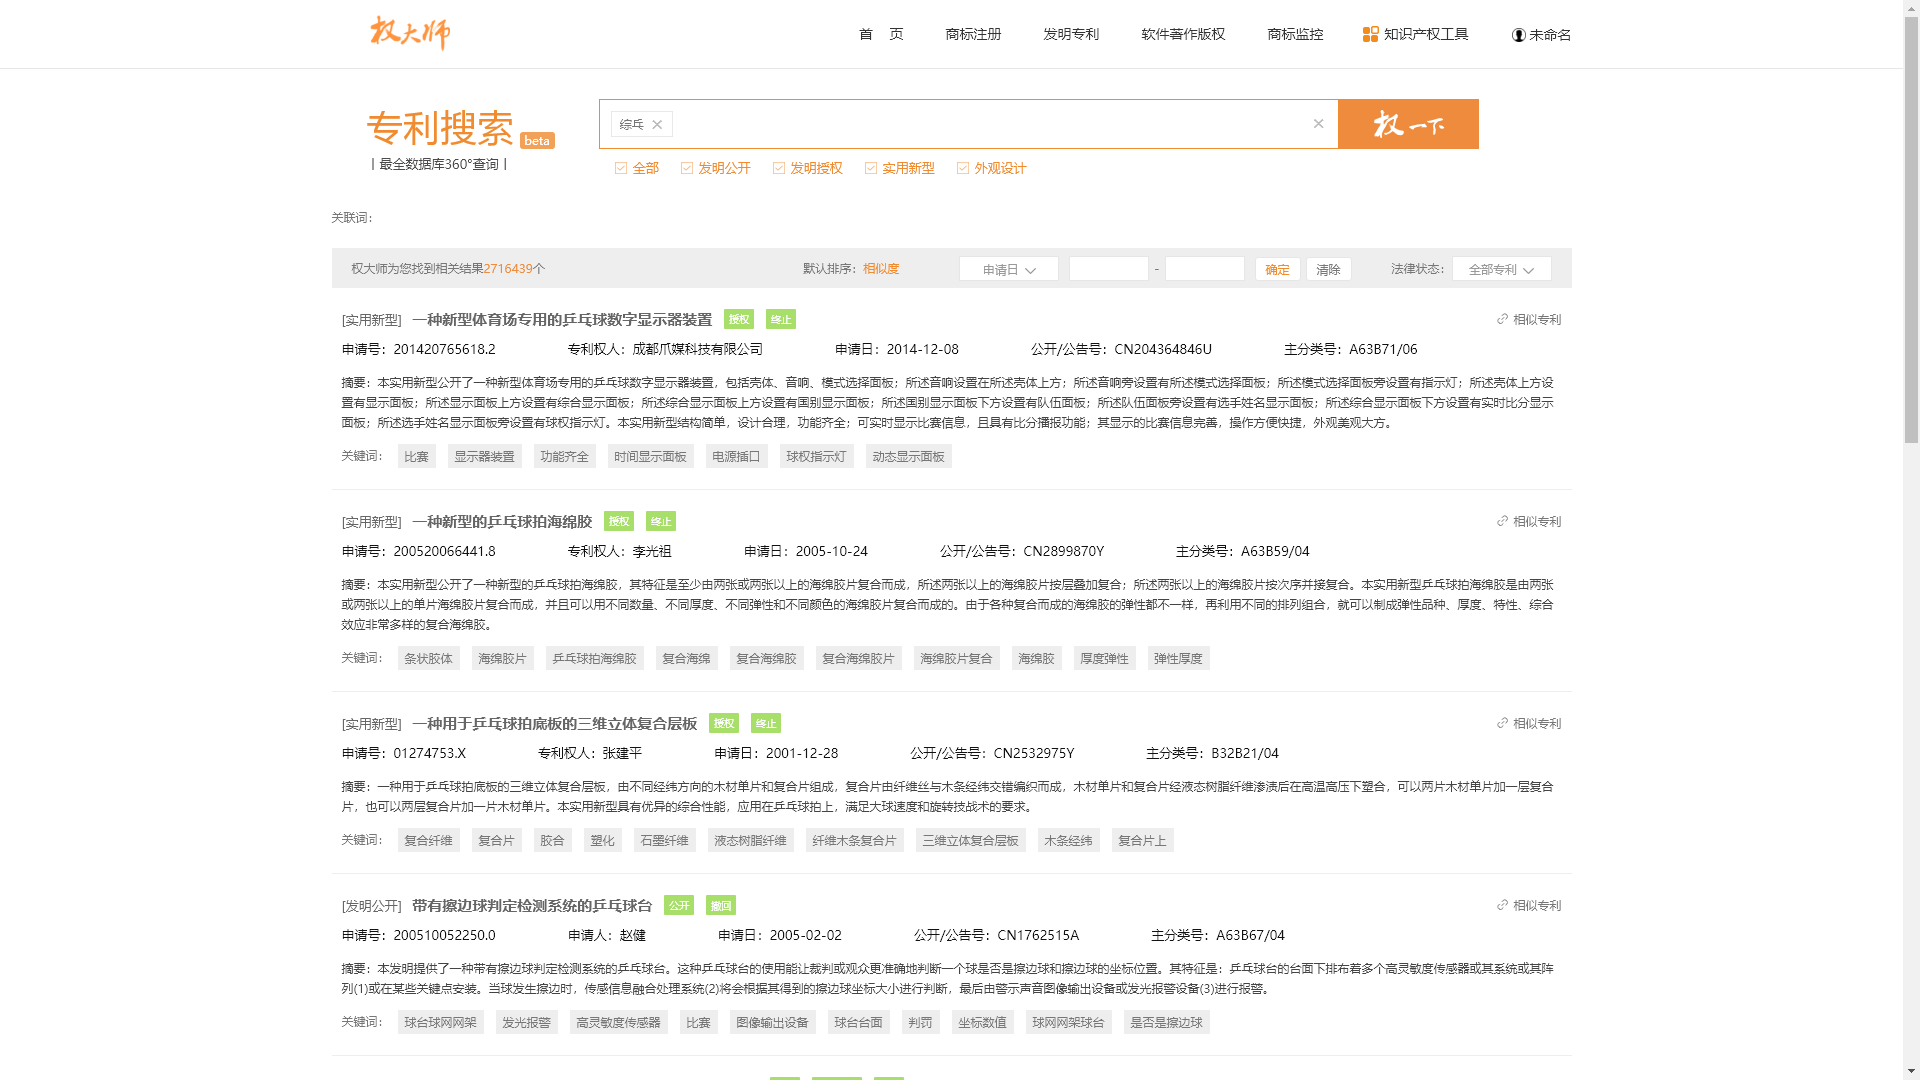 权大师
首 页
商标注册
发明专利
软件著作版权
商标监控
知识产权工具
未命名
专利搜索 beta
丨最全数据库360°查询丨
综乓
权一下
全部 发明公开 发明授权 实用新型 外观设计
关联词:
权大师为您找到相关结果2716439个
默认排序：相似度
申请日
-
确定 清除
法律状态：全部专利
[实用新型] 一种新型体育场专用的乒乓球数字显示器装置 授权 终止 相似专利
申请号：201420765618.2 专利权人：成都爪媒科技有限公司 申请日：2014-12-08 公开/公告号：CN204364846U 主分类号：A63B71/06
摘要：本实用新型公开了一种新型体育场专用的乒乓球数字显示器装置，包括壳体、音响、模式选择面板；所述音响设置在所述壳体上方；所述音响旁设置有所述模式选择面板；所述模式选择面板旁设置有指示灯；所述壳体上方设
置有显示面板；所述显示面板上方设置有综合显示面板；所述综合显示面板上方设置有国别显示面板；所述国别显示面板下方设置有队伍面板；所述队伍面板旁设置有选手姓名显示面板；所述综合显示面板下方设置有实时比分显示
面板；所述选手姓名显示面板旁设置有球权指示灯。本实用新型结构简单，设计合理，功能齐全；可实时显示比赛信息，且具有比分播报功能；其显示的比赛信息完善，操作方便快捷，外观美观大方。
关键词： 比赛 显示器装置 功能齐全 时间显示面板 电源插口 球权指示灯 动态显示面板
[实用新型] 一种新型的乒乓球拍海绵胶 授权 终止 相似专利
申请号：200520066441.8 专利权人：李光祖 申请日：2005-10-24 公开/公告号：CN2899870Y 主分类号：A63B59/04
摘要：本实用新型公开了一种新型的乒乓球拍海绵胶，其特征是至少由两张或两张以上的海绵胶片复合而成，所述两张以上的海绵胶片按层叠加复合；所述两张以上的海绵胶片按次序并接复合。本实用新型乒乓球拍海绵胶是由两张
或两张以上的单片海绵胶片复合而成，并且可以用不同数量、不同厚度、不同弹性和不同颜色的海绵胶片复合而成的。由于各种复合而成的海绵胶的弹性都不一样，再利用不同的排列组合，就可以制成弹性品种、厚度、特性、综合
效应非常多样的复合海绵胶。
关键词： 条状胶体 海绵胶片 乒乓球拍海绵胶 复合海绵 复合海绵胶 复合海绵胶片 海绵胶片复合 海绵胶 厚度弹性 弹性厚度
[实用新型] 一种用于乒乓球拍底板的三维立体复合层板 授权 终止 相似专利
申请号：01274753.X 专利权人：张建平 申请日：2001-12-28 公开/公告号：CN2532975Y 主分类号：B32B21/04
摘要：一种用于乒乓球拍底板的三维立体复合层板，由不同经纬方向的木材单片和复合片组成，复合片由纤维丝与木条经纬交错编织而成，木材单片和复合片经液态树脂纤维渗渍后在高温高压下塑合，可以两片木材单片加一层复合
片，也可以两层复合片加一片木材单片。本实用新型具有优异的综合性能，应用在乒乓球拍上，满足大球速度和旋转技战术的要求。
关键词： 复合纤维 复合片 胶合 塑化 石墨纤维 液态树脂纤维 纤维木条复合片 三维立体复合层板 木条经纬 复合片上
[发明公开] 带有擦边球判定检测系统的乒乓球台 公开 撤回 相似专利
申请号：200510052250.0 申请人：赵健 申请日：2005-02-02 公开/公告号：CN1762515A 主分类号：A63B67/04
摘要：本发明提供了一种带有擦边球判定检测系统的乒乓球台。这种乒乓球台的使用能让裁判或观众更准确地判断一个球是否是擦边球和擦边球的坐标位置。其特征是：乒乓球台的台面下排布着多个高灵敏度传感器或其系统或其阵
列(1)或在某些关键点安装。当球发生擦边时，传感信息融合处理系统(2)将会根据其得到的擦边球坐标大小进行判断，最后由警示声音图像输出设备或发光报警设备(3)进行报警。
关键词： 球台球网网架 发光报警 高灵敏度传感器 比赛 图像输出设备 球台台面 判罚 坐标数值 球网网架球台 是否是擦边球